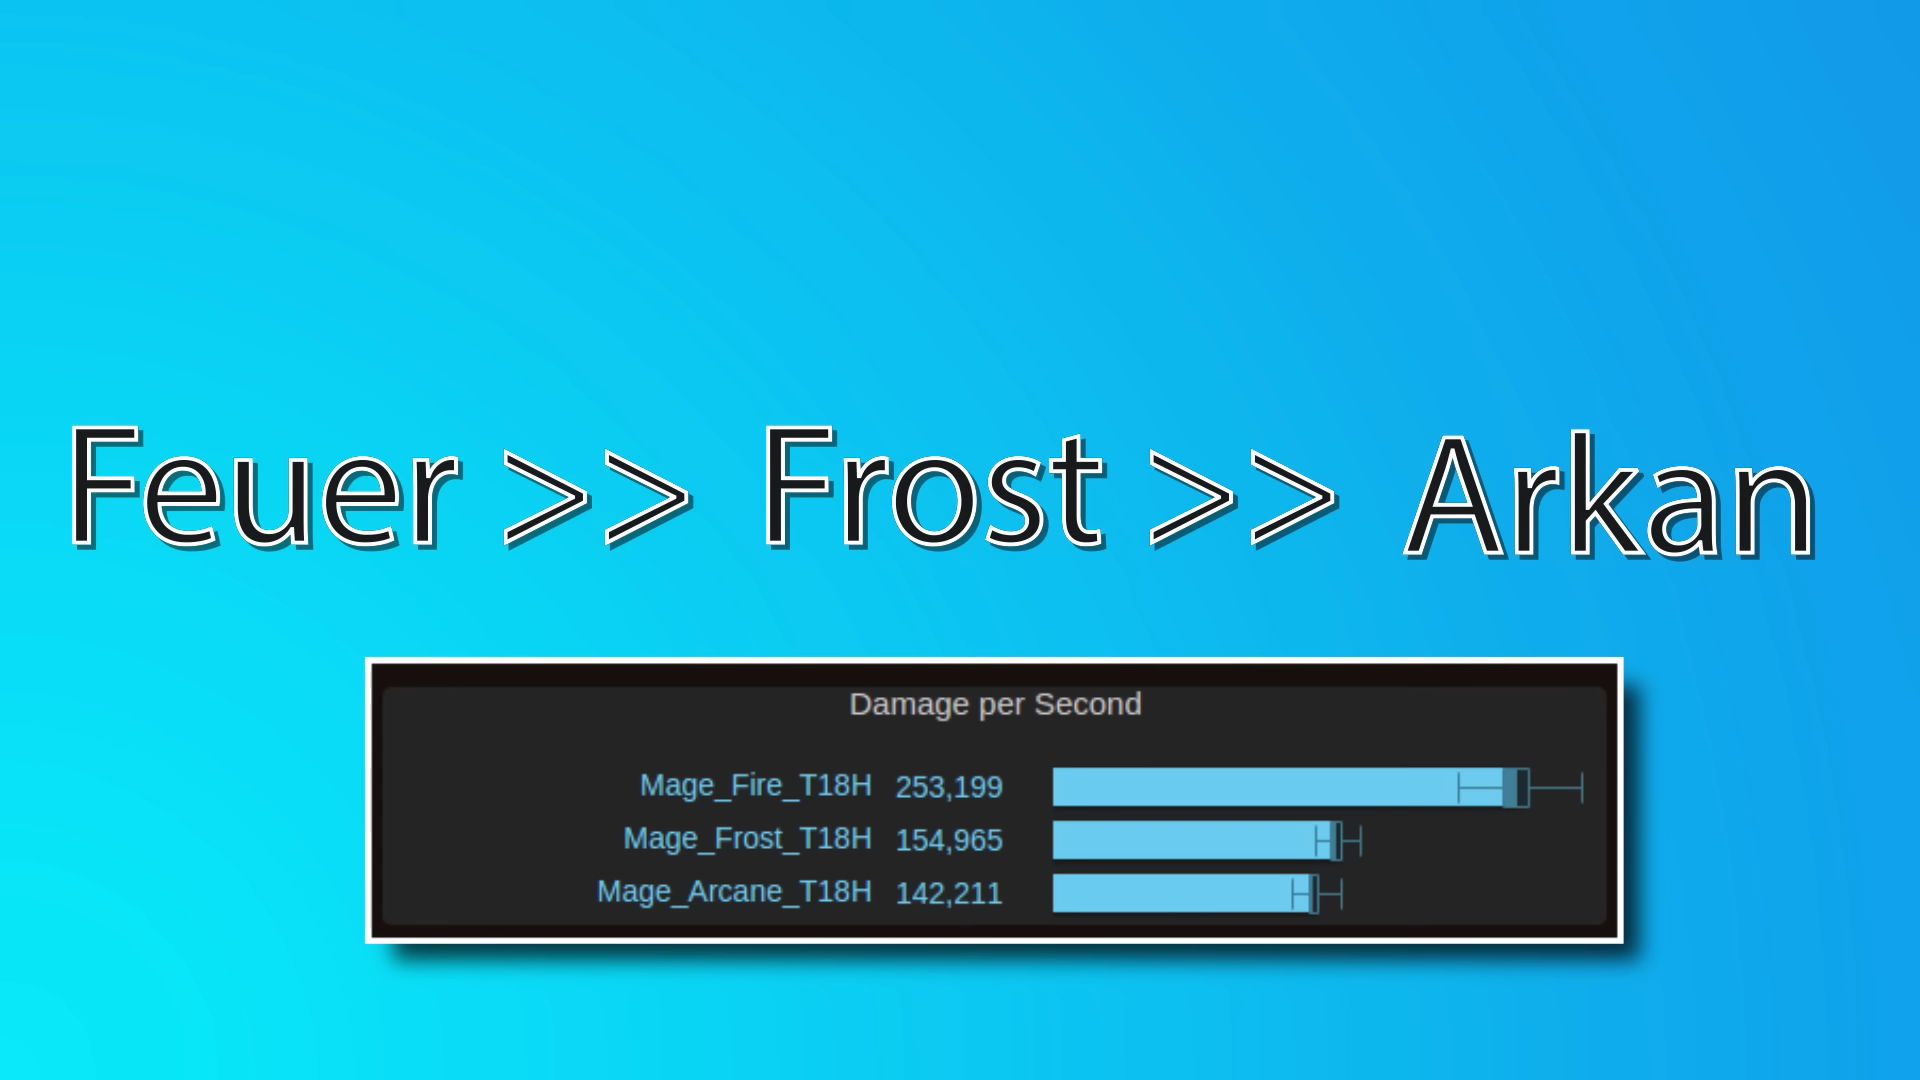 Feuer >> Frost >> Arkan
Damage per Second
Mage_Fire_T18H 253,199
Mage_Frost_T18H 154,965
Mage_Arcane_T18H 142,211